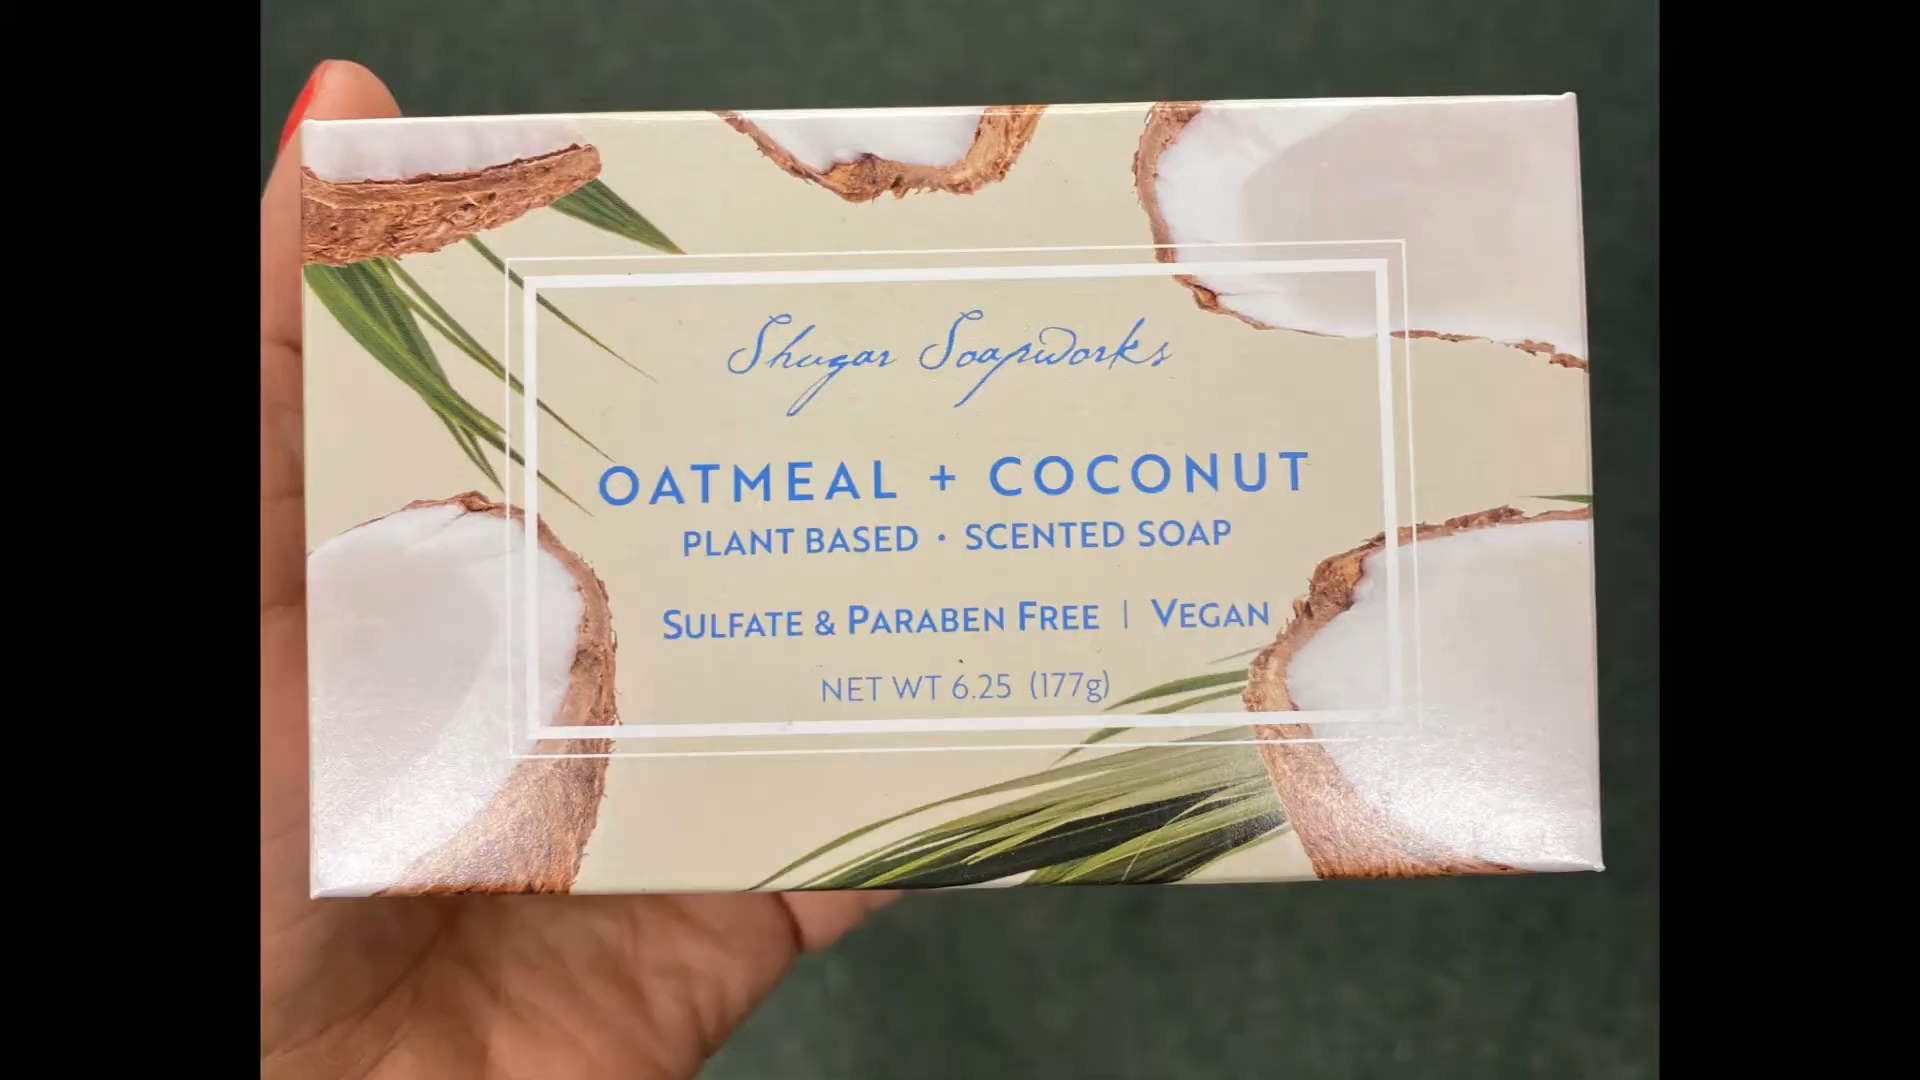 Shugar Soapworks
OATMEAL + COCONUT
PLANT BASED • SCENTED SOAP
SULFATE & PARABEN FREE | VEGAN
NET WT 6.25 (177g)